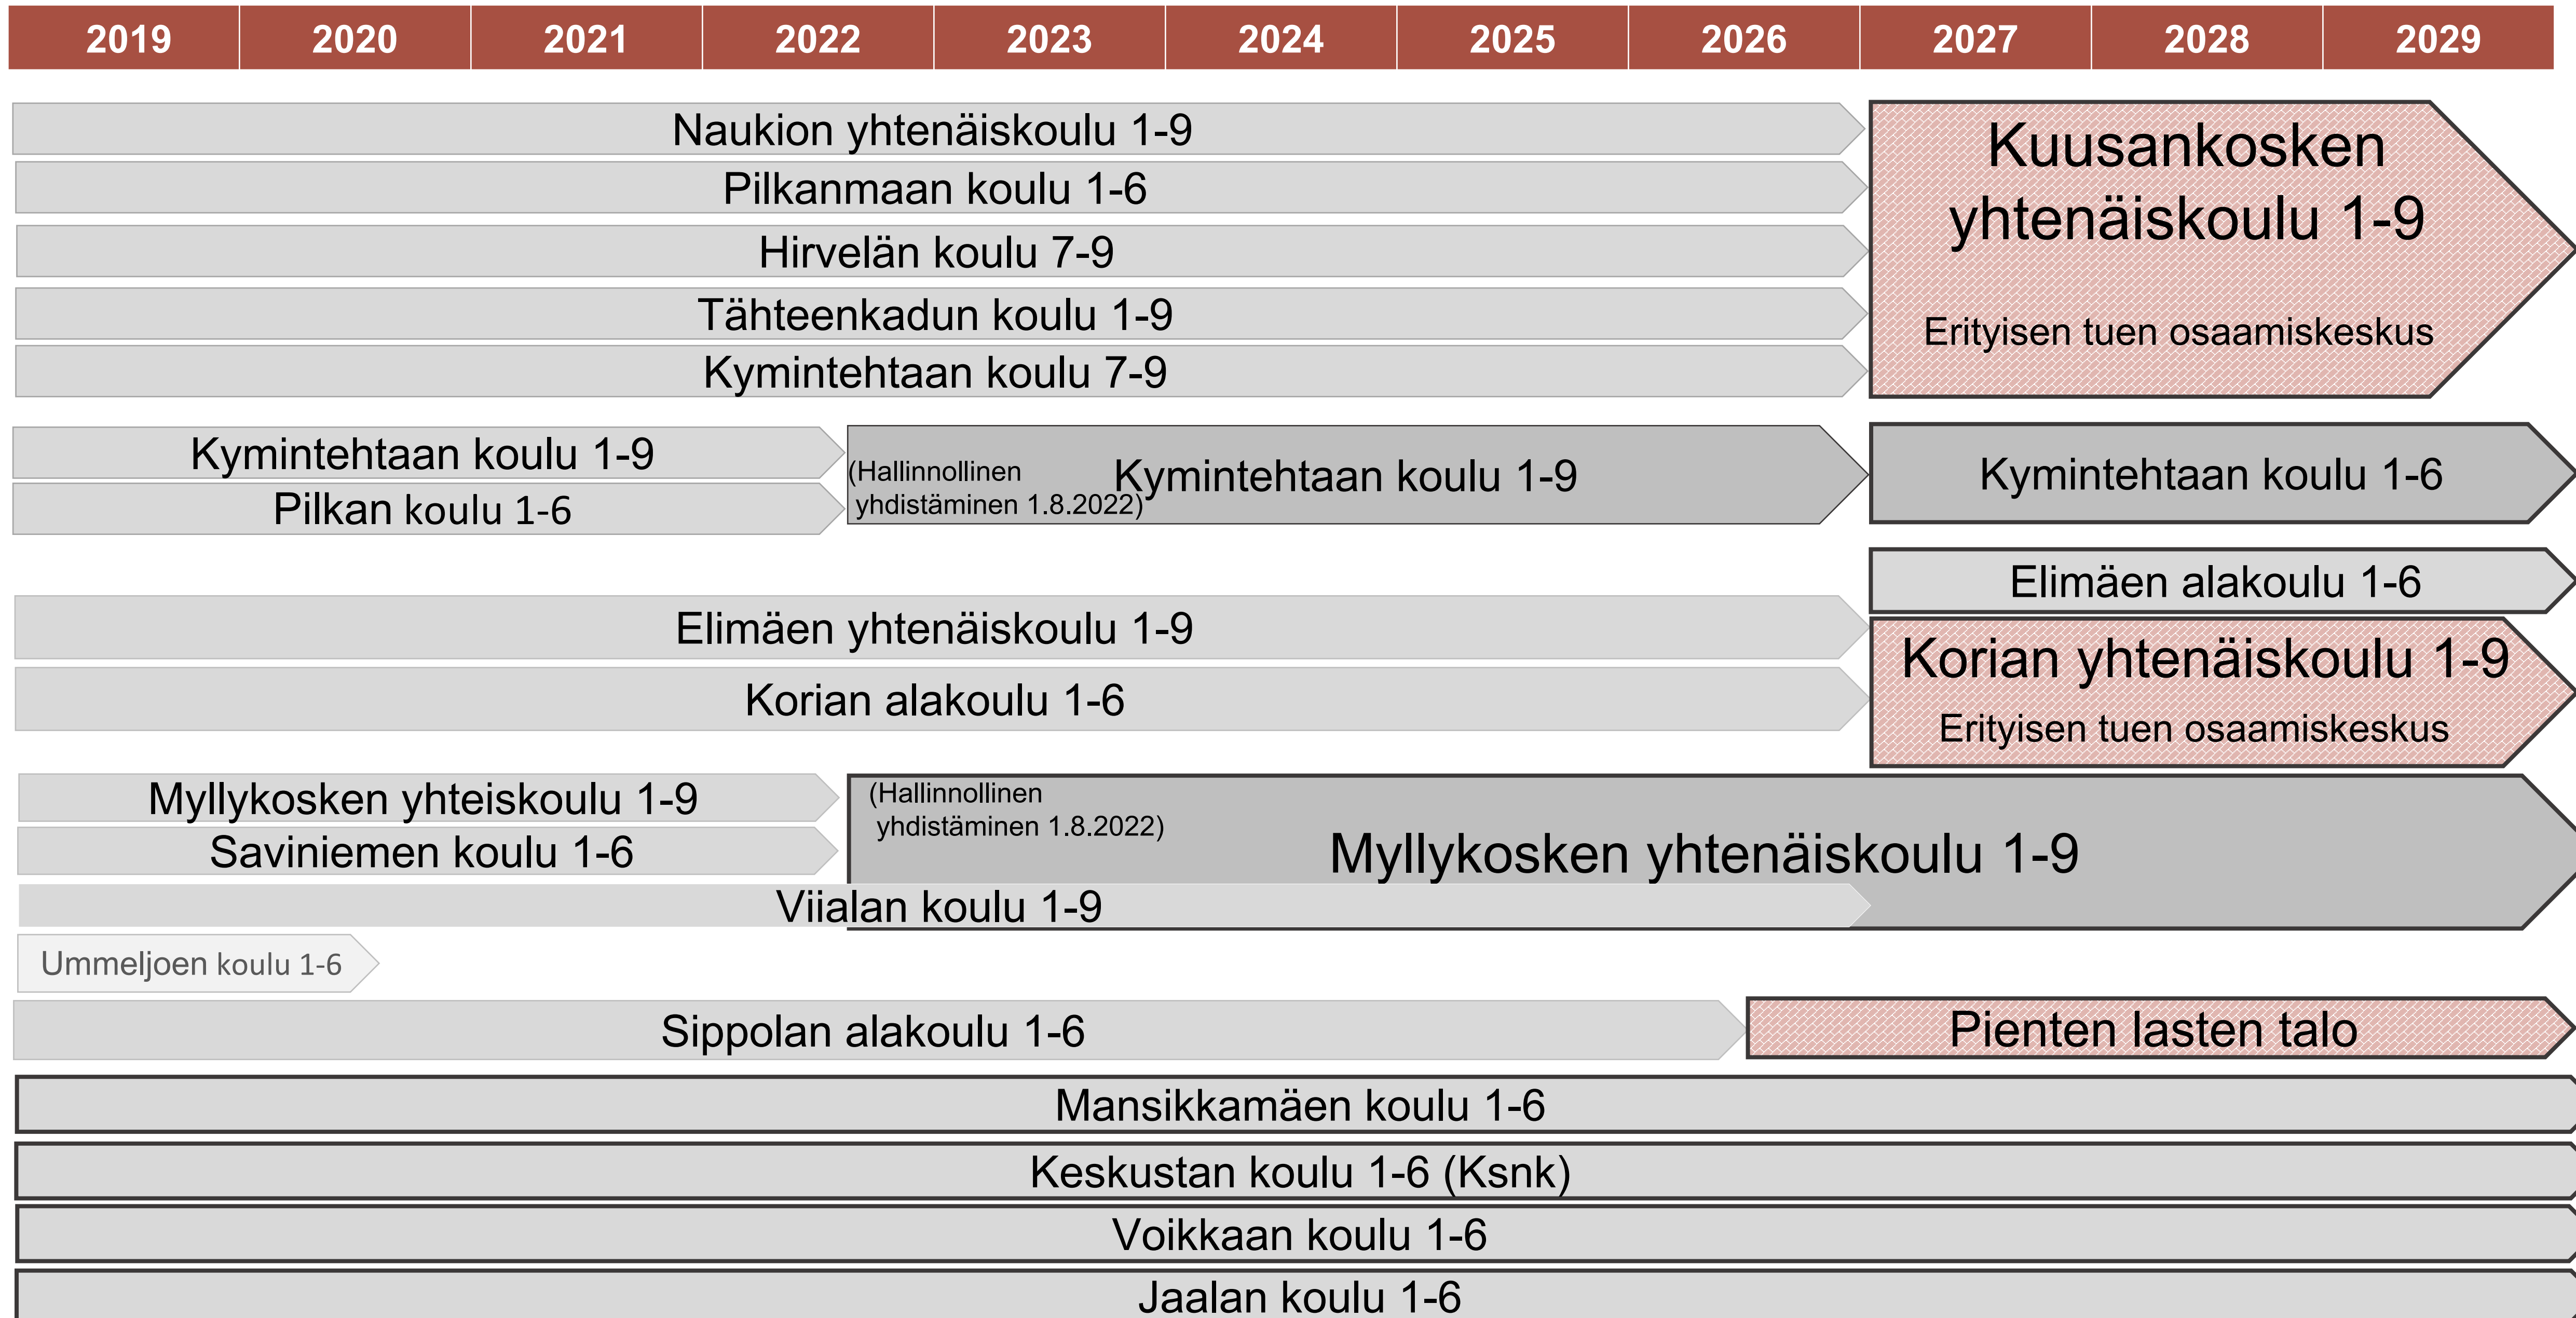 2019 2020 2021 2022 2023 2024 2025 2026 2027 2028 2029
Naukion yhtenäiskoulu 1-9
Pilkanmaan koulu 1-6
Hirvelän koulu 7-9
Tähteenkadun koulu 1-9
Kymintehtaan koulu 7-9
Kuusankosken
yhtenäiskoulu 1-9
Erityisen tuen osaamiskeskus
Kymintehtaan koulu 1-9
Pilkan koulu 1-6
(Hallinnollinen
yhdistäminen 1.8.2022)
Kymintehtaan koulu 1-9
Kymintehtaan koulu 1-6
Elimäen alakoulu 1-6
Elimäen yhtenäiskoulu 1-9
Korian alakoulu 1-6
Korian yhtenäiskoulu 1-9
Erityisen tuen osaamiskeskus
Myllykosken yhteiskoulu 1-9
Saviniemen koulu 1-6
(Hallinnollinen
yhdistäminen 1.8.2022)
Myllykosken yhtenäiskoulu 1-9
Viialan koulu 1-9
Ummeljoen koulu 1-6
Sippolan alakoulu 1-6
Pienten lasten talo
Mansikkamäen koulu 1-6
Keskustan koulu 1-6 (Ksnk)
Voikkaan koulu 1-6
Jaalan koulu 1-6